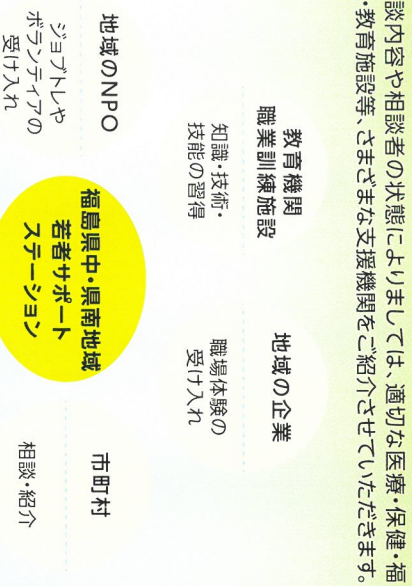 談内容や相談者の状態によりましては、適切な医療・保健・福
・教育施設等、さまざまな支援機関をご紹介させていただきます。
教育機関
職業訓練施設
知識・技術・
技能の習得
地域の企業
職場体験の
受け入れ
地域のNPO
ジョブトレや
ボランティアの
受け入れ
福島県中・県南地域
若者サポート
ステーション
市町村
相談・紹介